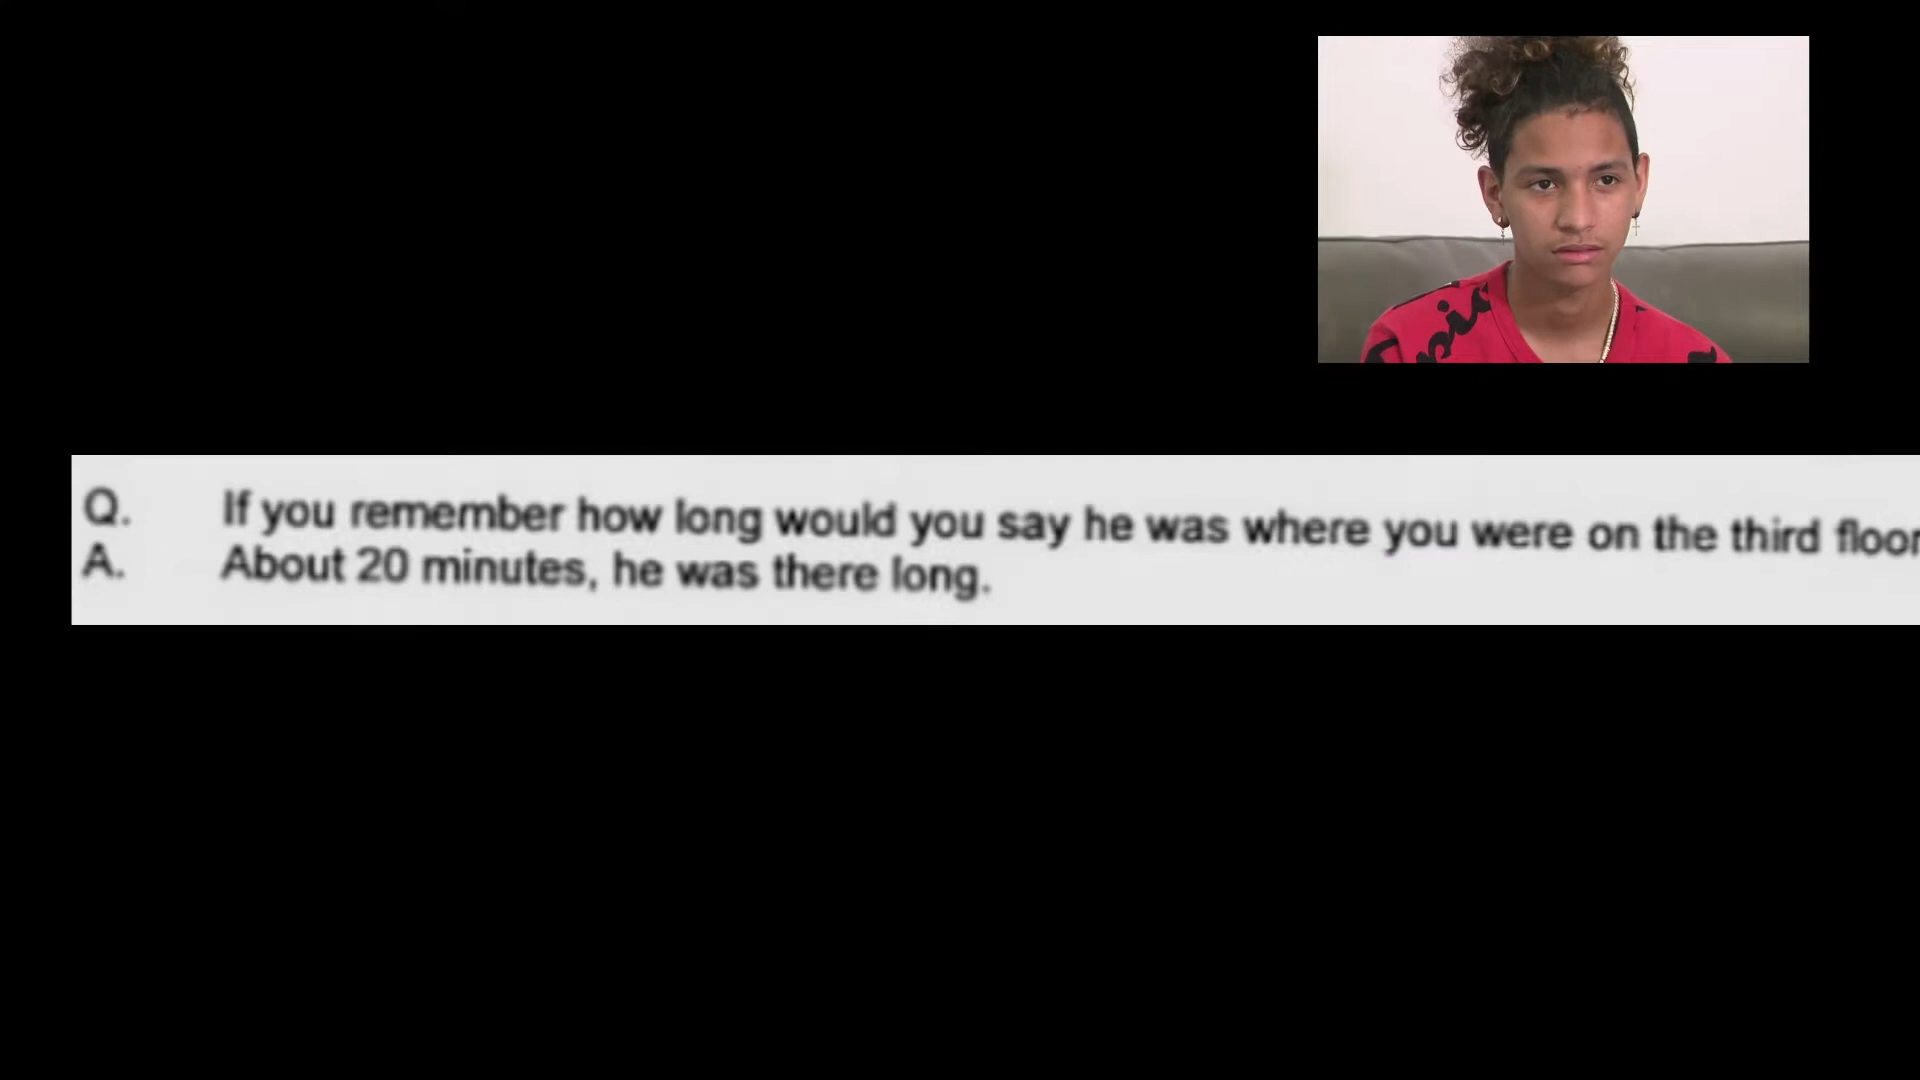 Q. If you remember how long would you say he was where you were on the third floor
A. About 20 minutes, he was there long.